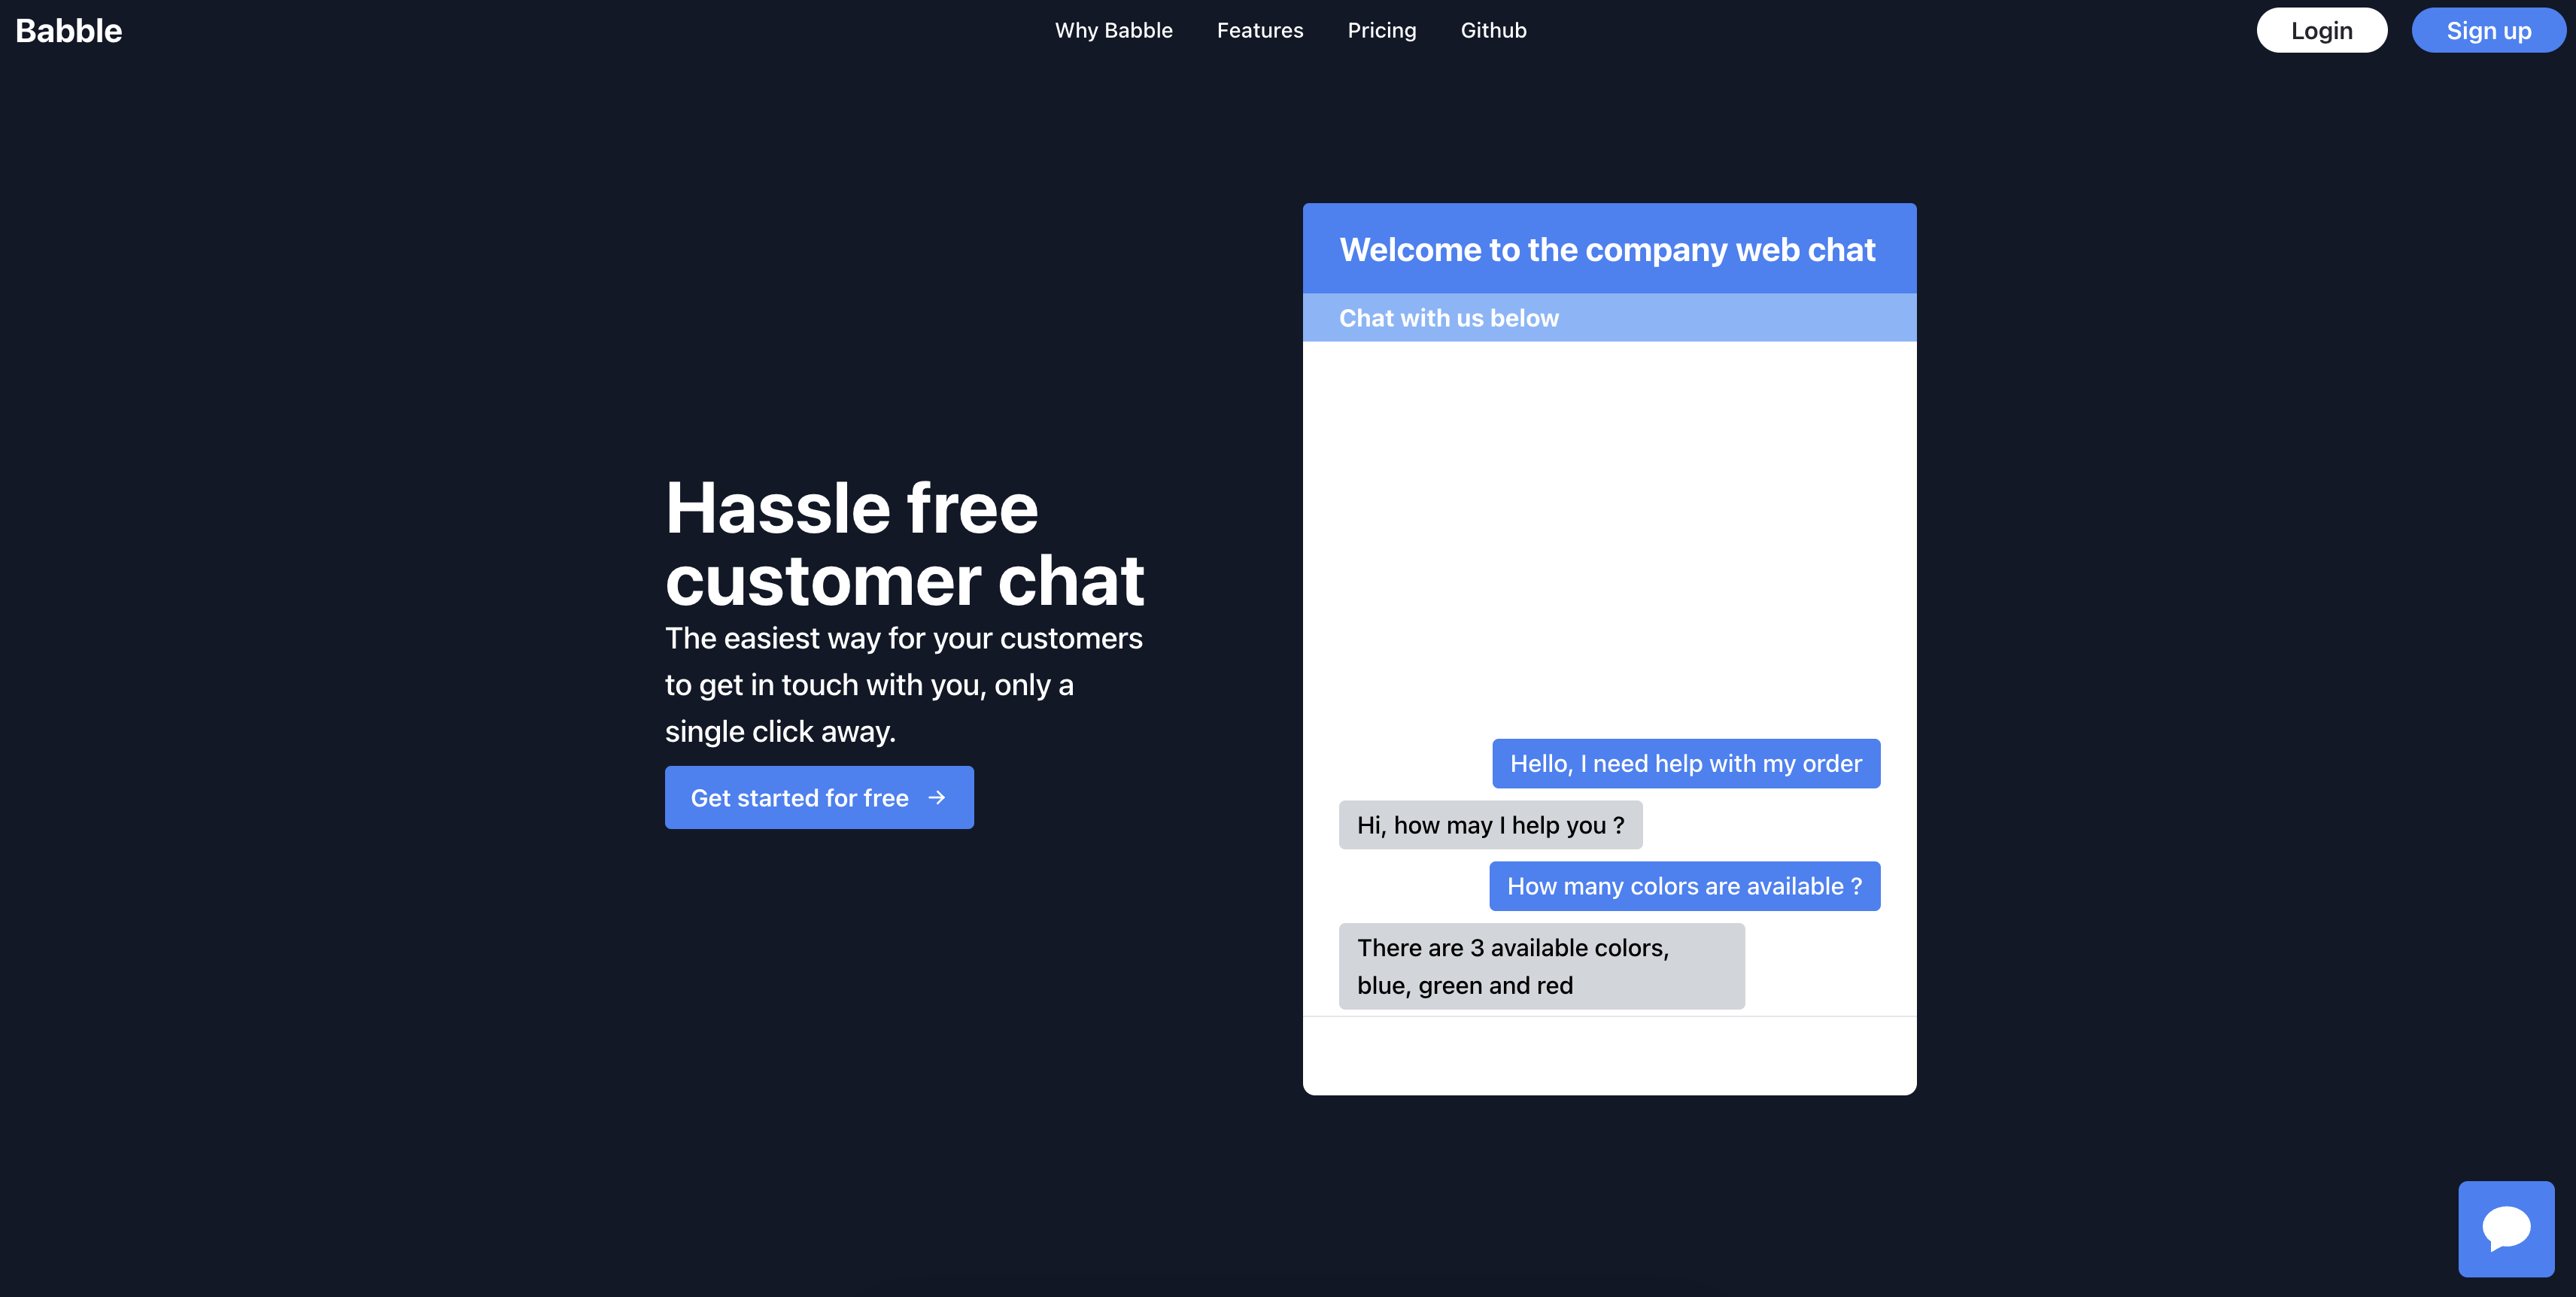 Babble
Why Babble
Features
Pricing
Github
Login
Sign up
Hassle free
customer chat
The easiest way for your customers
to get in touch with you, only a
single click away.
Get started for free
Welcome to the company web chat
Chat with us below
Hello, I need help with my order
Hi, how may I help you ?
How many colors are available ?
There are 3 available colors,
blue, green and red